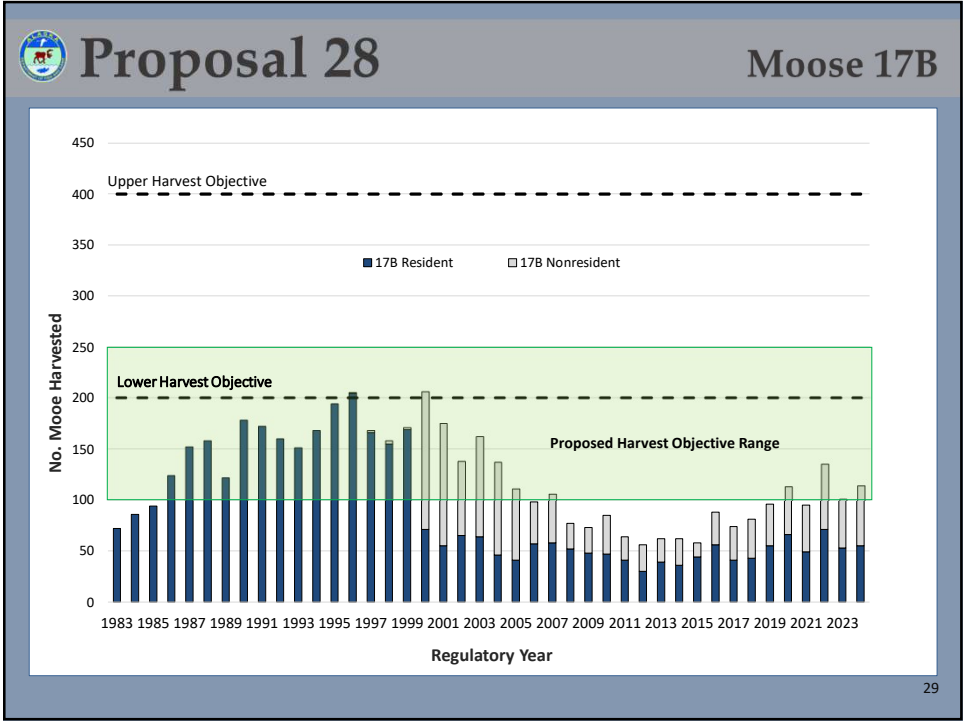 ALASKA
Proposal 28
Moose 17B
450
Upper Harvest Objective
400
350
17B Resident 17B Nonresident
300
250
Lower Harvest Objective
200
150
Proposed Harvest Objective Range
100
50
0
No. Mooe Harvested
1983 1985 1987 1989 1991 1993 1995 1997 1999 2001 2003 2005 2007 2009 2011 2013 2015 2017 2019 2021 2023
Regulatory Year
29